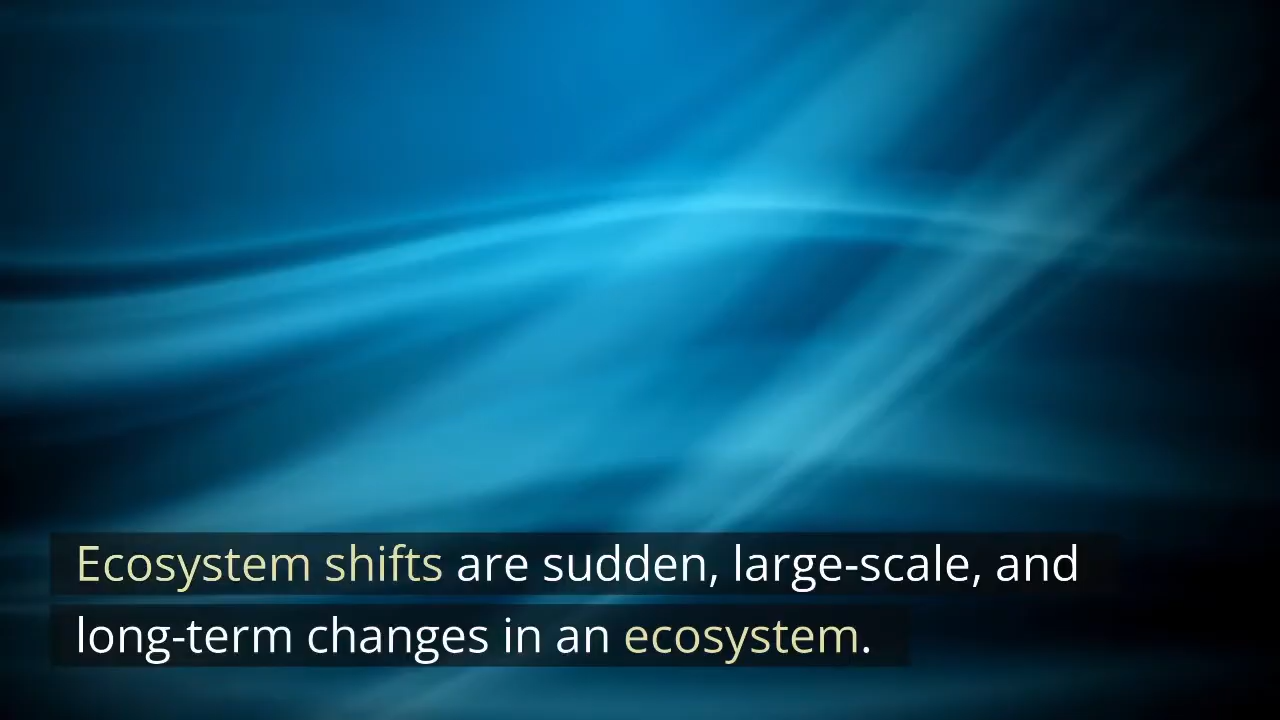 Ecosystem shifts are sudden, large-scale, and
long-term changes in an ecosystem.